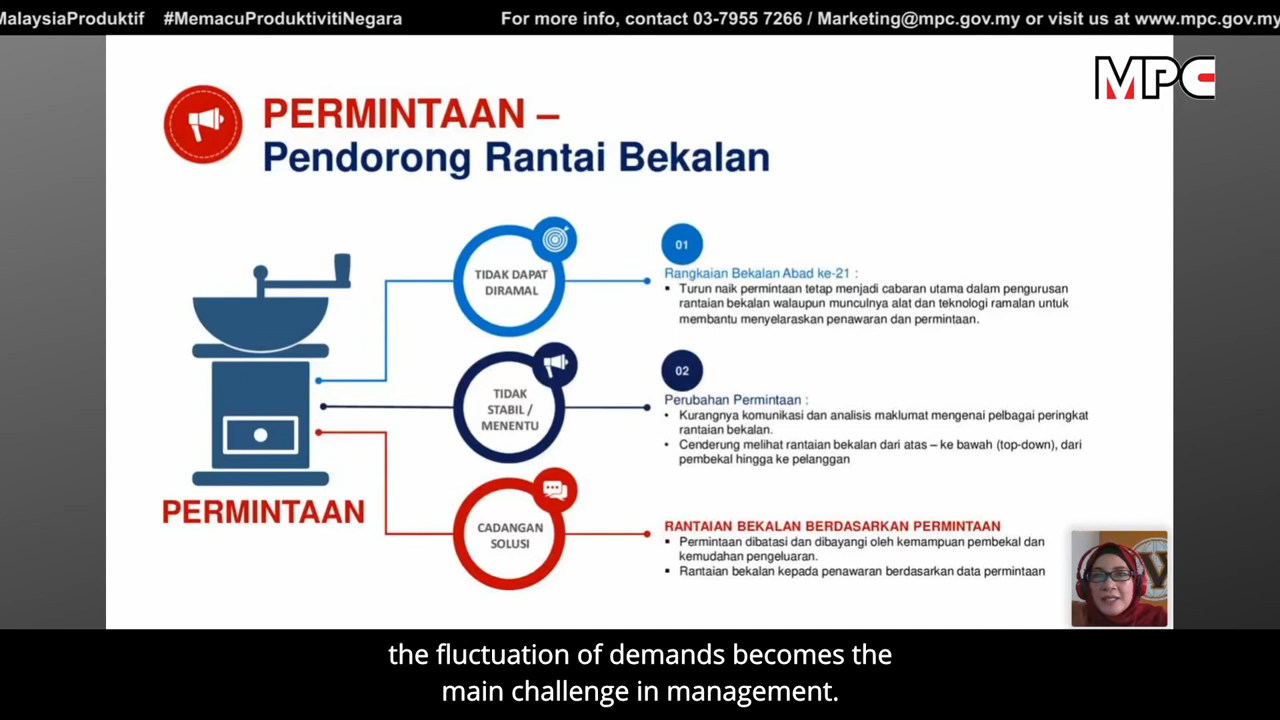 MalaysiaProduktif #MemacuProduktivitiNegara For more info, contact 03-7955 7266 / Marketing@mpc.gov.my or visit us at www.mpc.gov.my
MPC
PERMINTAAN –
Pendorong Rantai Bekalan
TIDAK DAPAT
DIRAMAL
01
Rangkaian Bekalan Abad ke-21 :
▪ Turun naik permintaan tetap menjadi cabaran utama dalam pengurusan
rantaian bekalan walaupun munculnya alat dan teknologi ramalan untuk
membantu menyelaraskan penawaran dan permintaan.
TIDAK
STABIL /
MENENTU
02
Perubahan Permintaan :
• Kurangnya komunikasi dan analisis maklumat mengenai pelbagai peringkat
rantaian bekalan.
• Cenderung melihat rantaian bekalan dari atas – ke bawah (top-down), dari
pembekal hingga ke pelanggan
PERMINTAAN
CADANGAN
SOLUSI
RANTAIAN BEKALAN BERDASARKAN PERMINTAAN
▪ Permintaan dibatasi dan dibayangi oleh kemampuan pembekal dan
kemudahan pengeluaran.
▪ Rantaian bekalan kepada penawaran berdasarkan data permintaan
the fluctuation of demands becomes the
main challenge in management.